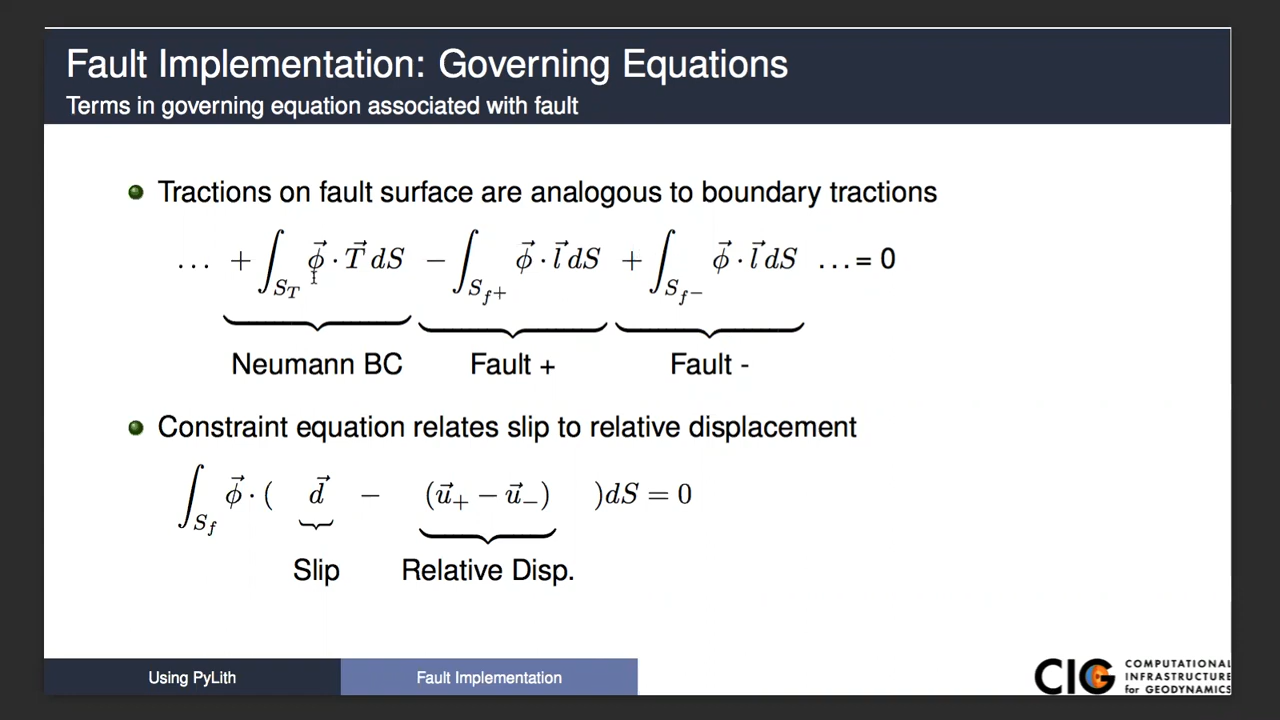 Fault Implementation: Governing Equations
Terms in governing equation associated with fault
Tractions on fault surface are analogous to boundary tractions
… + ∫_{S_T} φ⃗ · T⃗ dS − ∫_{S_{f+}} φ⃗ · l⃗ dS + ∫_{S_{f−}} φ⃗ · l⃗ dS … = 0
Neumann BC Fault + Fault -
Constraint equation relates slip to relative displacement
∫_{S_f} φ⃗ · ( d⃗ − (u⃗₊ − u⃗₋) )dS = 0
Slip Relative Disp.
Using PyLith Fault Implementation
CIG COMPUTATIONAL
INFRASTRUCTURE
for GEODYNAMICS